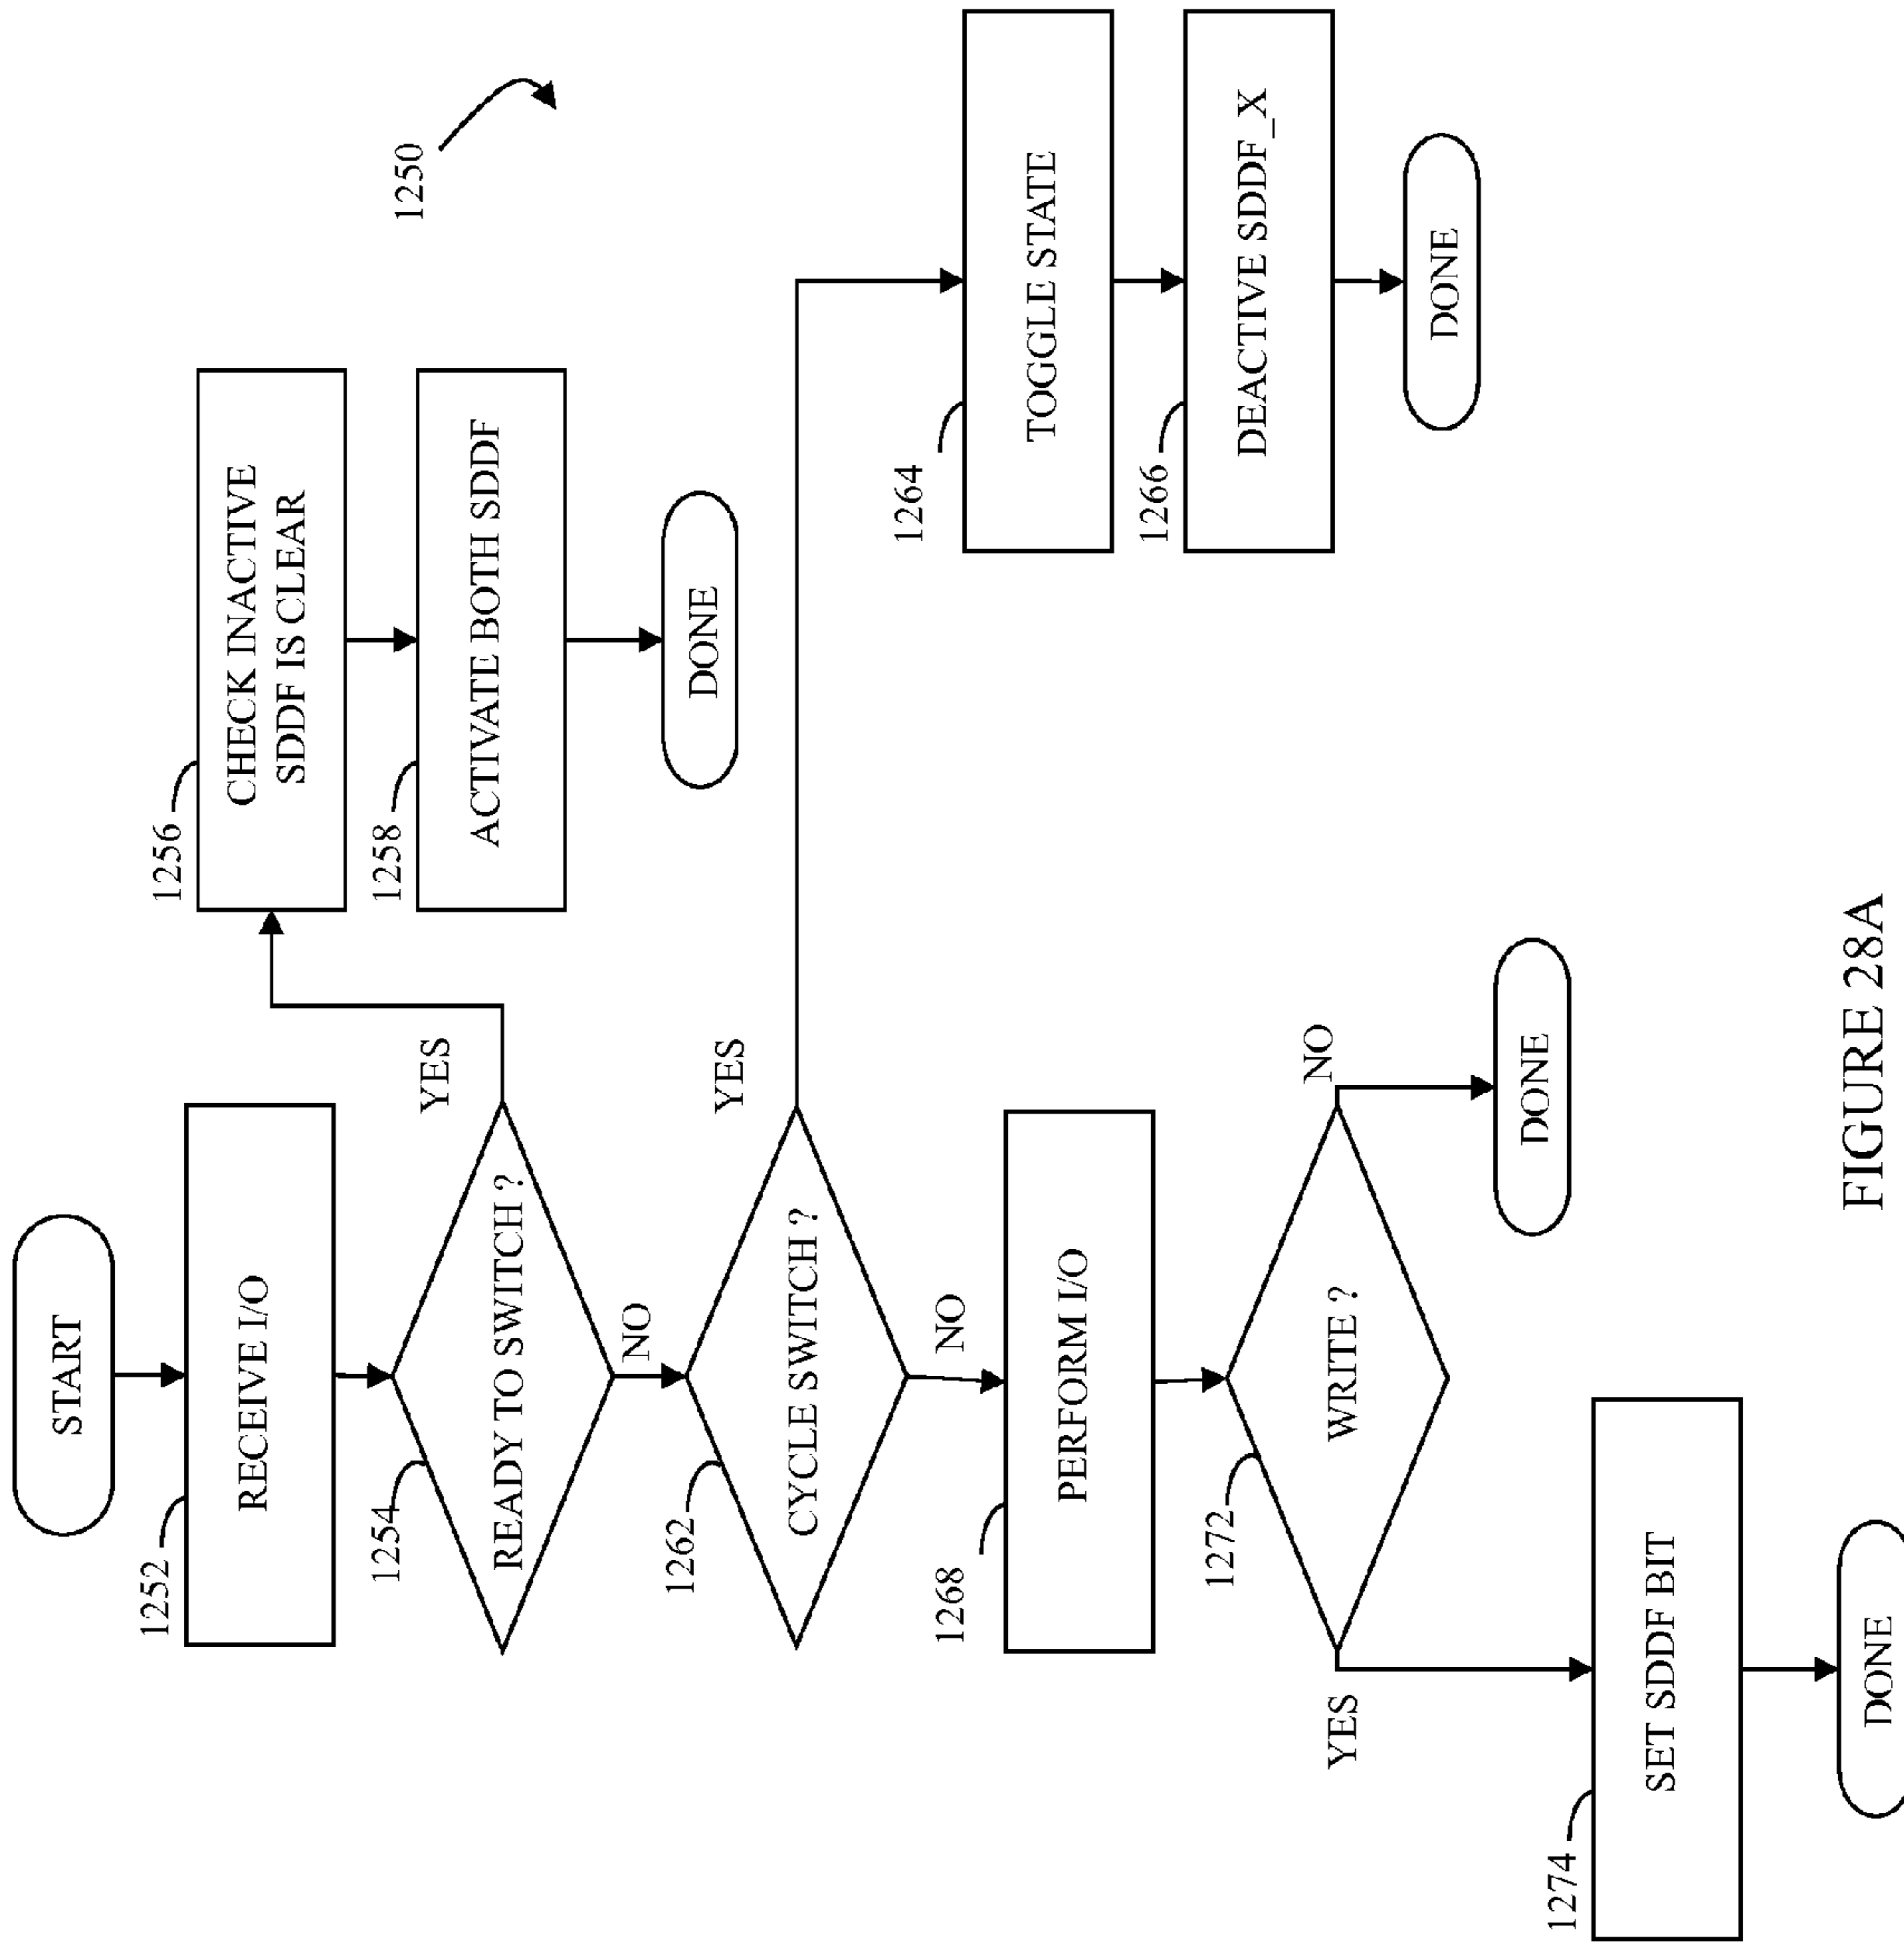 START
1252
RECEIVE I/O
1254
READY TO SWITCH ?
YES
NO
1256
CHECK INACTIVE
SDDF IS CLEAR
1258
ACTIVATE BOTH SDDF
DONE
1250
1262
CYCLE SWITCH ?
YES
NO
1264
TOGGLE STATE
1266
DEACTIVE SDDF_X
DONE
1268
PERFORM I/O
1272
WRITE ?
NO
DONE
YES
1274
SET SDDF BIT
DONE
FIGURE 28A